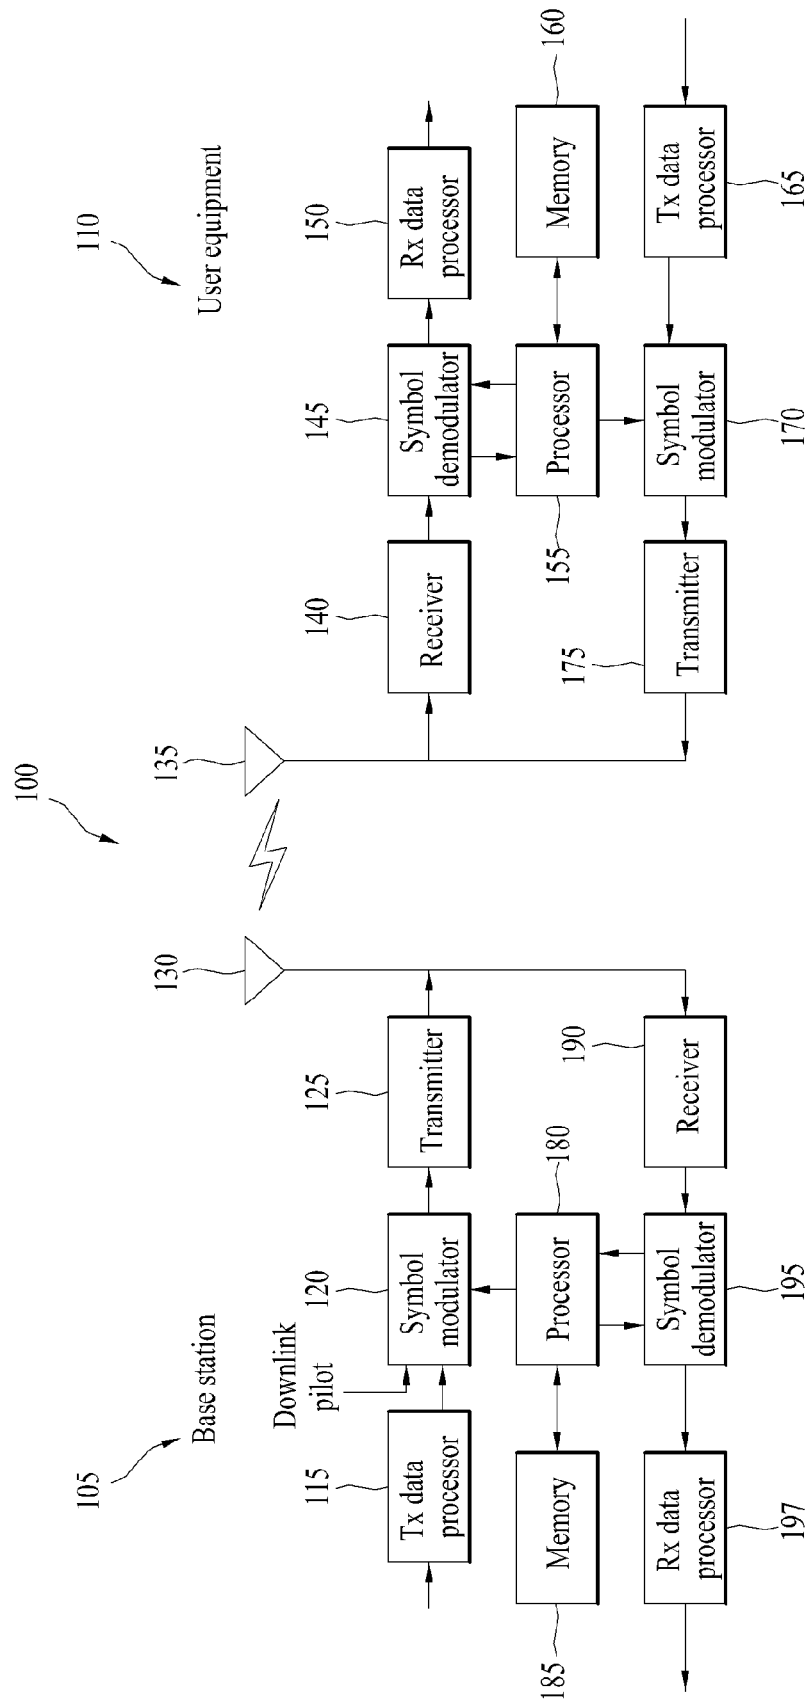 100
105
Base station
110
User equipment
130
135
Downlink
pilot
115
Tx data
processor
120
Symbol
modulator
125
Transmitter
140
Receiver
145
Symbol
demodulator
150
Rx data
processor
185
Memory
180
Processor
155
Processor
160
Memory
197
Rx data
processor
195
Symbol
demodulator
190
Receiver
175
Transmitter
170
Symbol
modulator
165
Tx data
processor